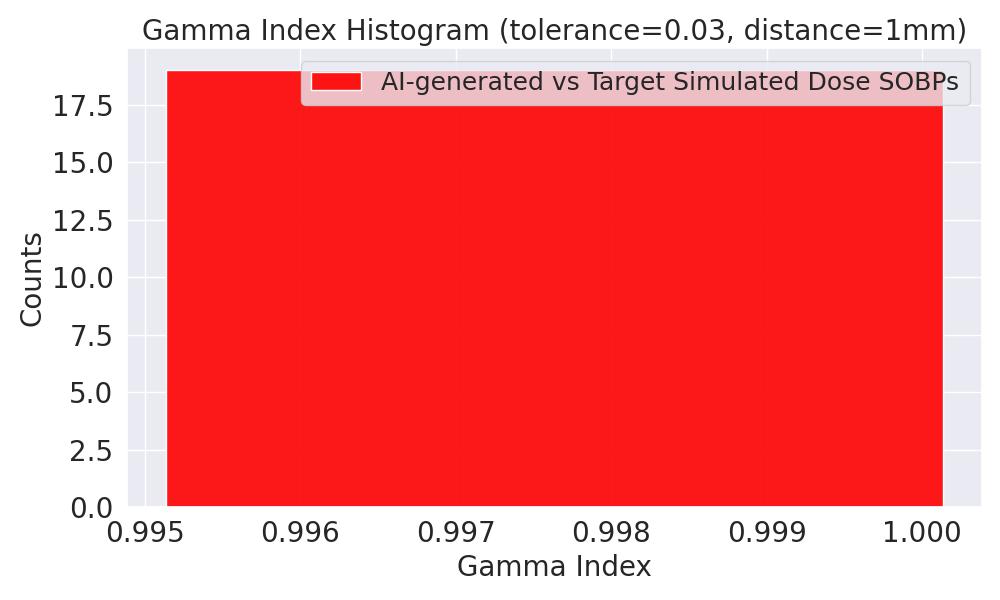 Gamma Index Histogram (tolerance=0.03, distance=1mm)
AI-generated vs Target Simulated Dose SOBPs
17.5
15.0
12.5
10.0
7.5
5.0
2.5
0.0
Counts
0.995 0.996 0.997 0.998 0.999 1.000
Gamma Index